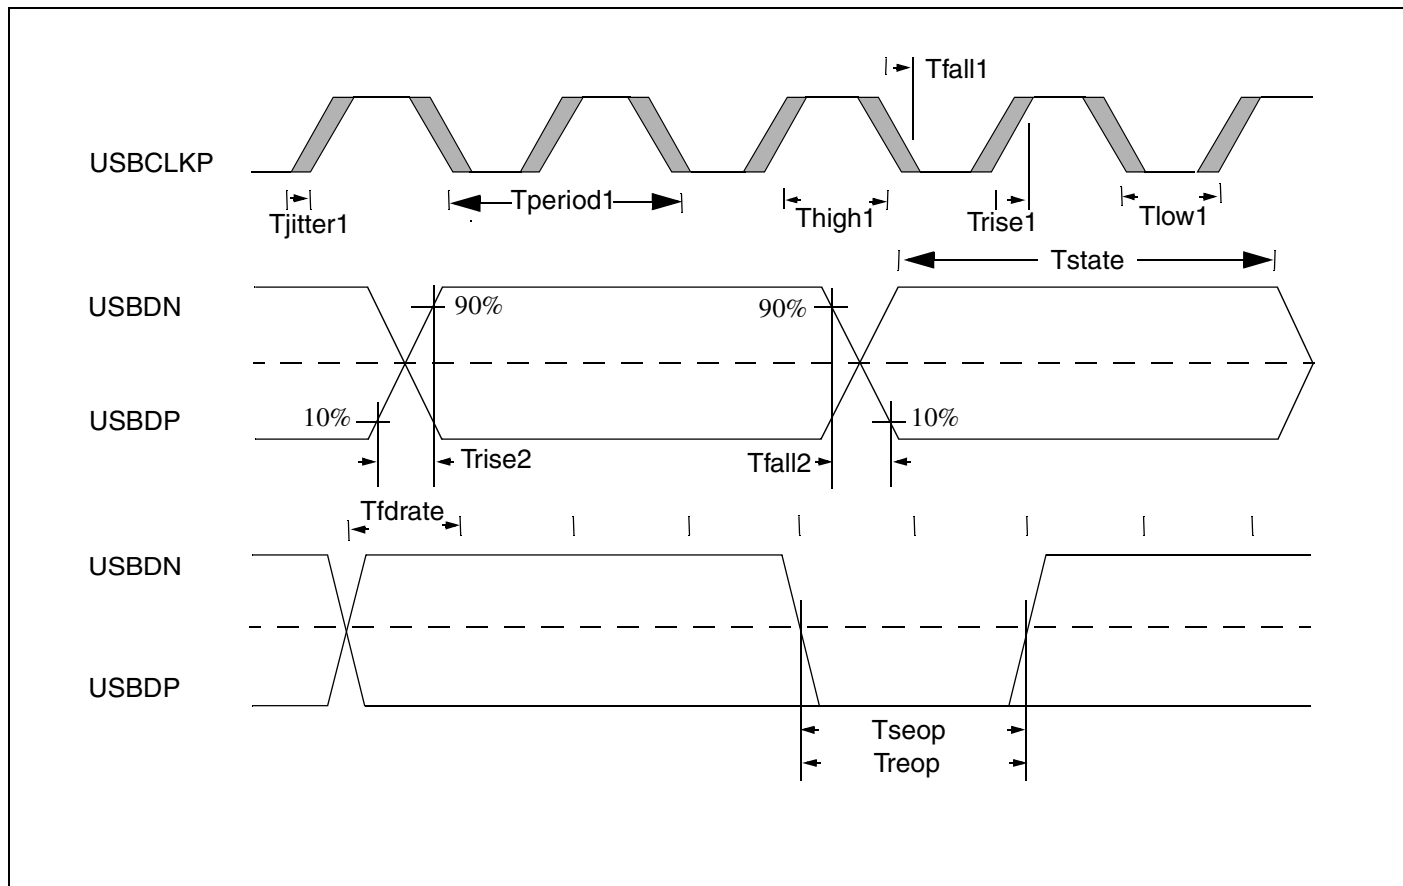 Tfall1
USBCLKP
Tjitter1
Tperiod1
Thigh1
Trise1
Tlow1
Tstate
USBDN
90%
90%
USBDP
10%
10%
Trise2
Tfall2
Tfdrate
USBDN
USBDP
Tseop
Treop